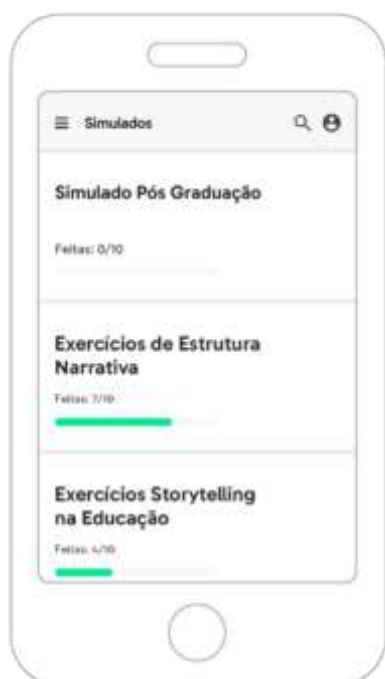 Simulados
Simulado Pós Graduação
Feitas: 0/10
Exercícios de Estrutura
Narrativa
Feitas: 7/10
Exercícios Storytelling
na Educação
Feitas: 4/10